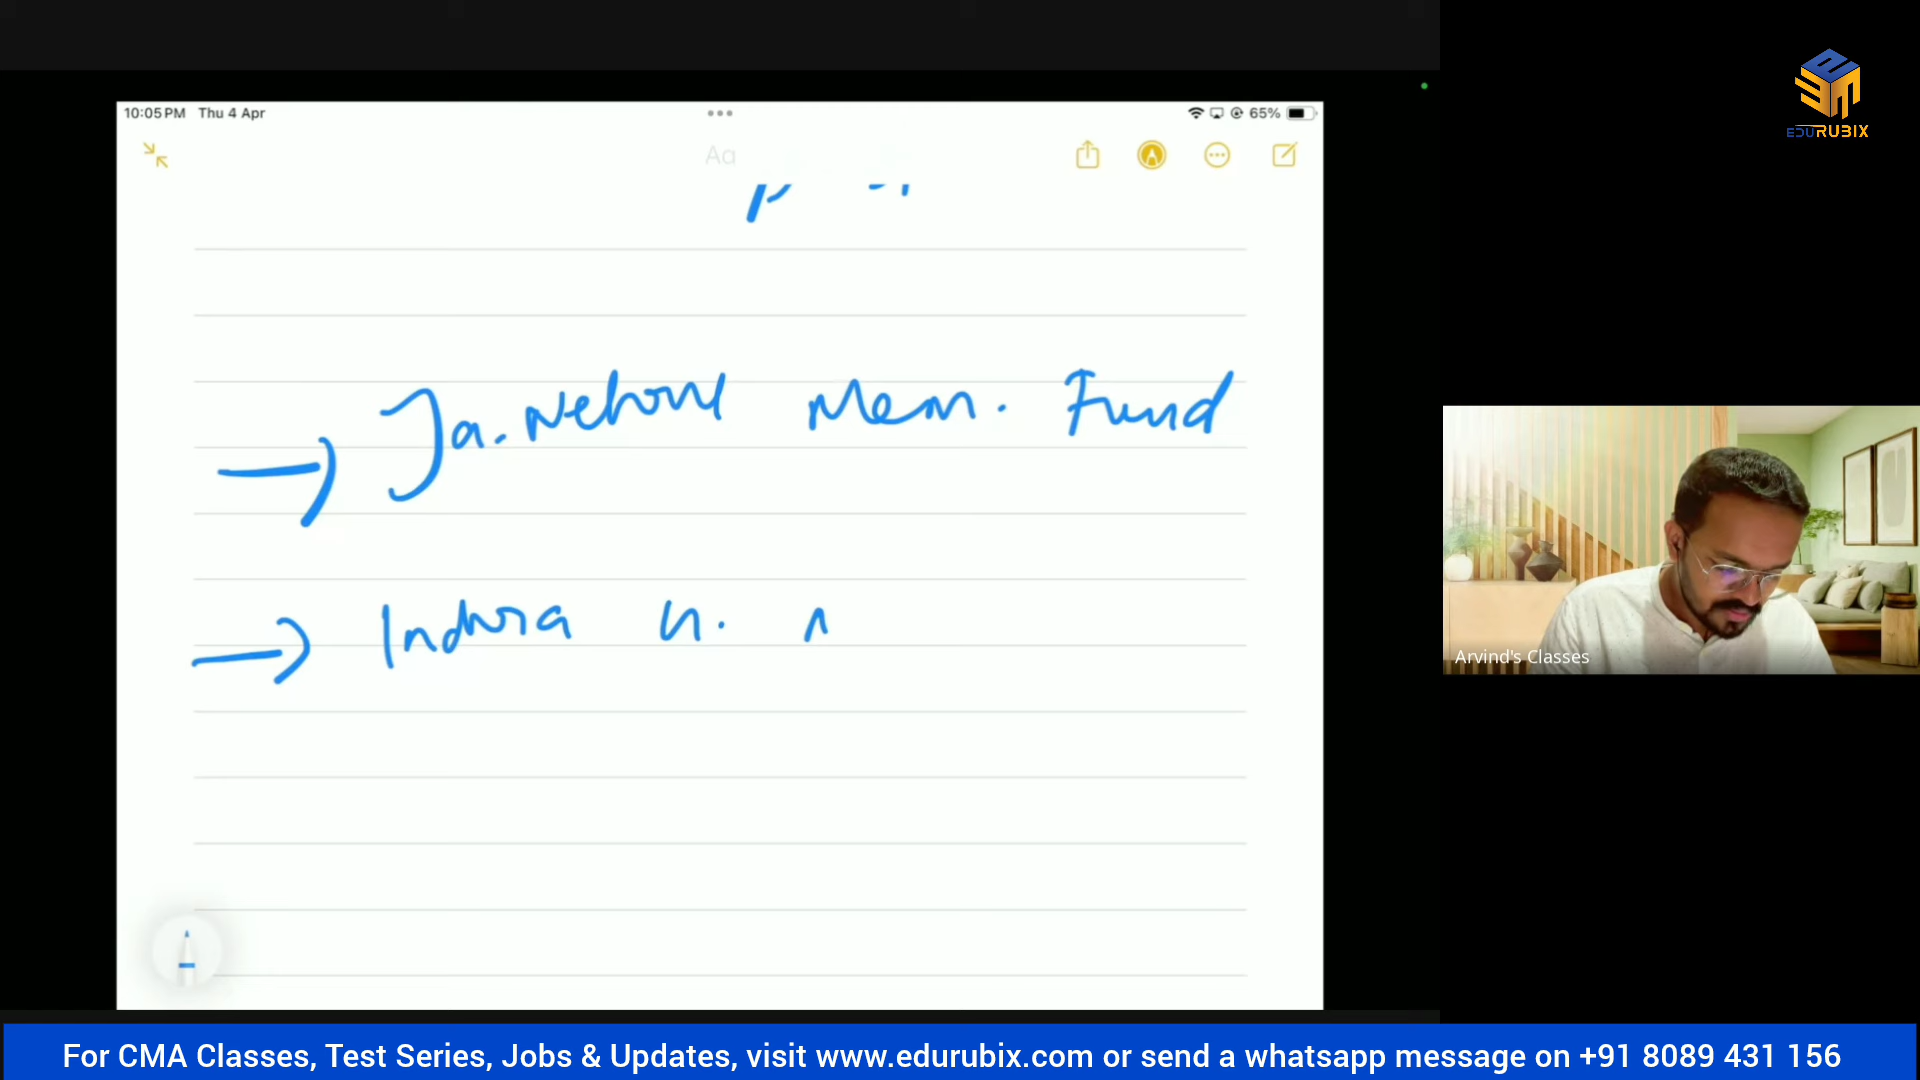 EDURUBIX
10:05 PM Thu 4 Apr
65%
Aa
→ Ja. Nehru Mem. Fund
→ Indira
Arvind's Classes
For CMA Classes, Test Series, Jobs & Updates, visit www.edurubix.com or send a whatsapp message on +91 8089 431 156